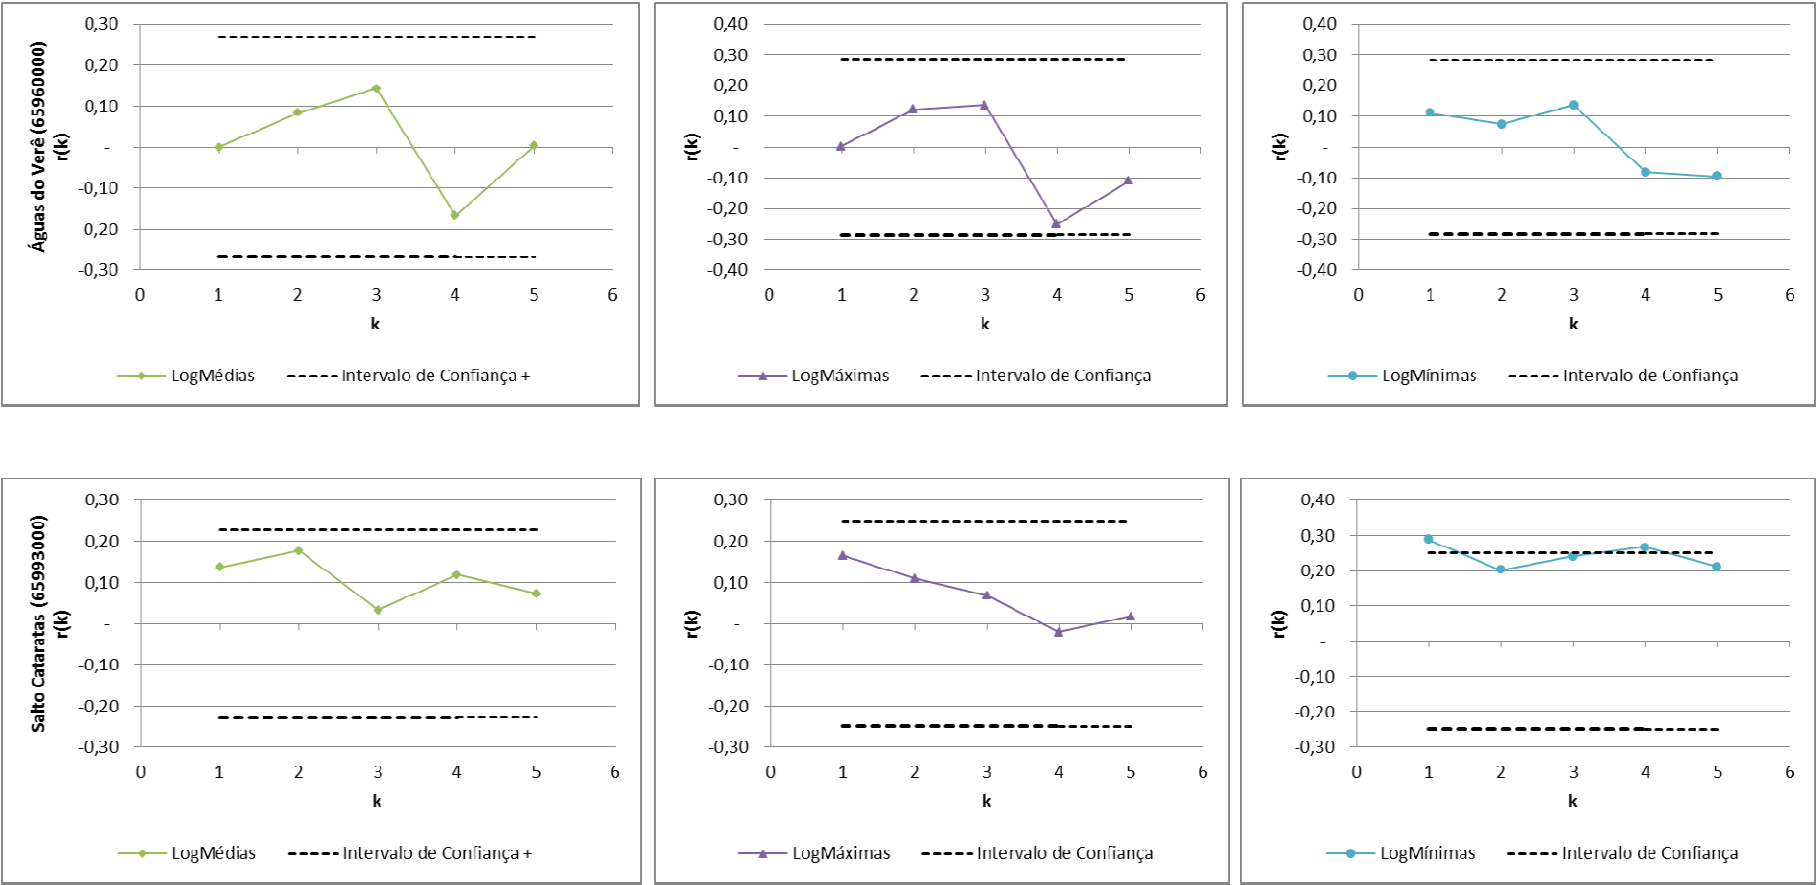 Águas do Verê (65960000)
r(k)
0,30
0,20
0,10
-
-0,10
0,20
-0,30
0 1 2 3 4 5 6
k
LogMédias Intervalo de Confiança +
r(k)
0,40
0,30
0,20
0,10
-
-0,10
-0,20
-0,30
-0,40
0 1 2 3 4 5 6
k
LogMáximas Intervalo de Confiança
r(k)
0,40
0,30
0,20
0,10
-
-0,10
-0,20
-0,30
-0,40
0 1 2 3 4 5 6
k
LogMínimas Intervalo de Confiança
Salto Cataratas (65993000)
r(k)
0,30
0,20
0,10
-
-0,10
-0,20
-0,30
0 1 2 3 4 5 6
k
LogMédias Intervalo de Confiança +
r(k)
0,30
0,20
0,10
-
-0,10
-0,20
-0,30
0 1 2 3 4 5 6
k
LogMáximas Intervalo de Confiança
r(k)
0,40
0,30
0,20
0,10
-
-0,10
-0,20
-0,30
0 1 2 3 4 5 6
k
LogMínimas Intervalo de Confiança